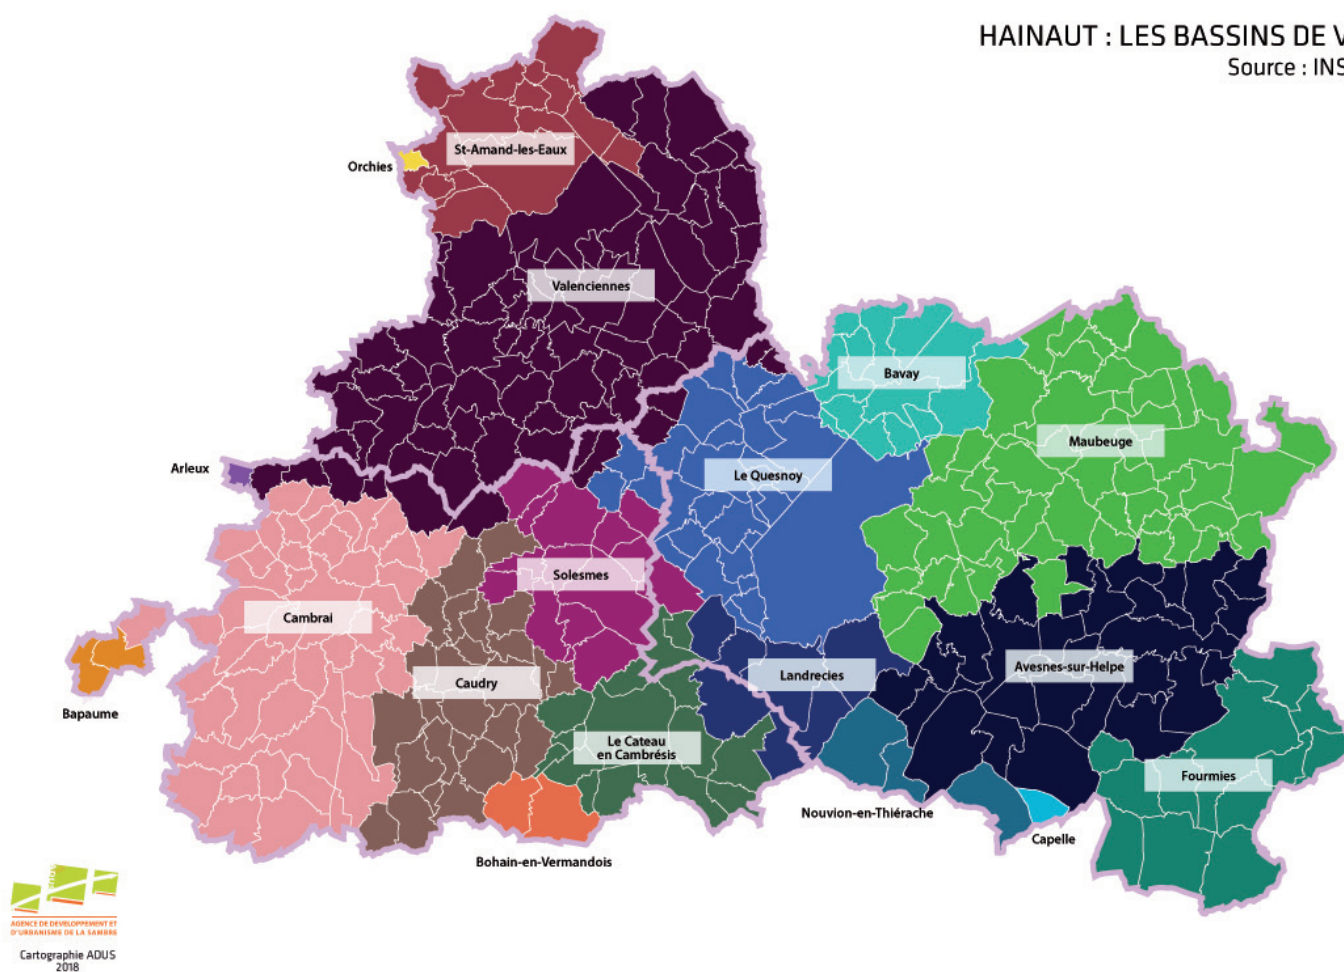 HAINAUT : LES BASSINS DE V
Source : INS
St-Amand-les-Eaux
Orchies
Valenciennes
Bavay
Maubeuge
Arleux
Le Quesnoy
Solesmes
Cambrai
Avesnes-sur-Helpe
Landrecies
Caudry
Bapaume
Le Cateau
en Cambrésis
Fourmies
Nouvion-en-Thiérache
Capelle
Bohain-en-Vermandois
AGENCE DE DEVELOPPEMENT ET
D'URBANISME DE LA SAMBRE
Cartographie ADUS
2018